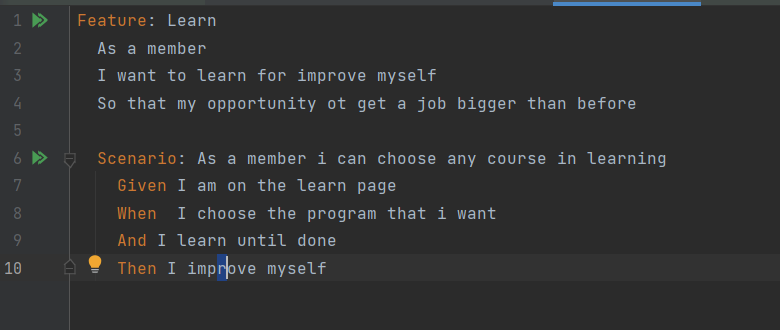 1 Feature: Learn
2 As a member
3 I want to learn for improve myself
4 So that my opportunity ot get a job bigger than before
5
6 Scenario: As a member i can choose any course in learning
7 Given I am on the learn page
8 When  I choose the program that i want
9 And I learn until done
10 Then I improve myself